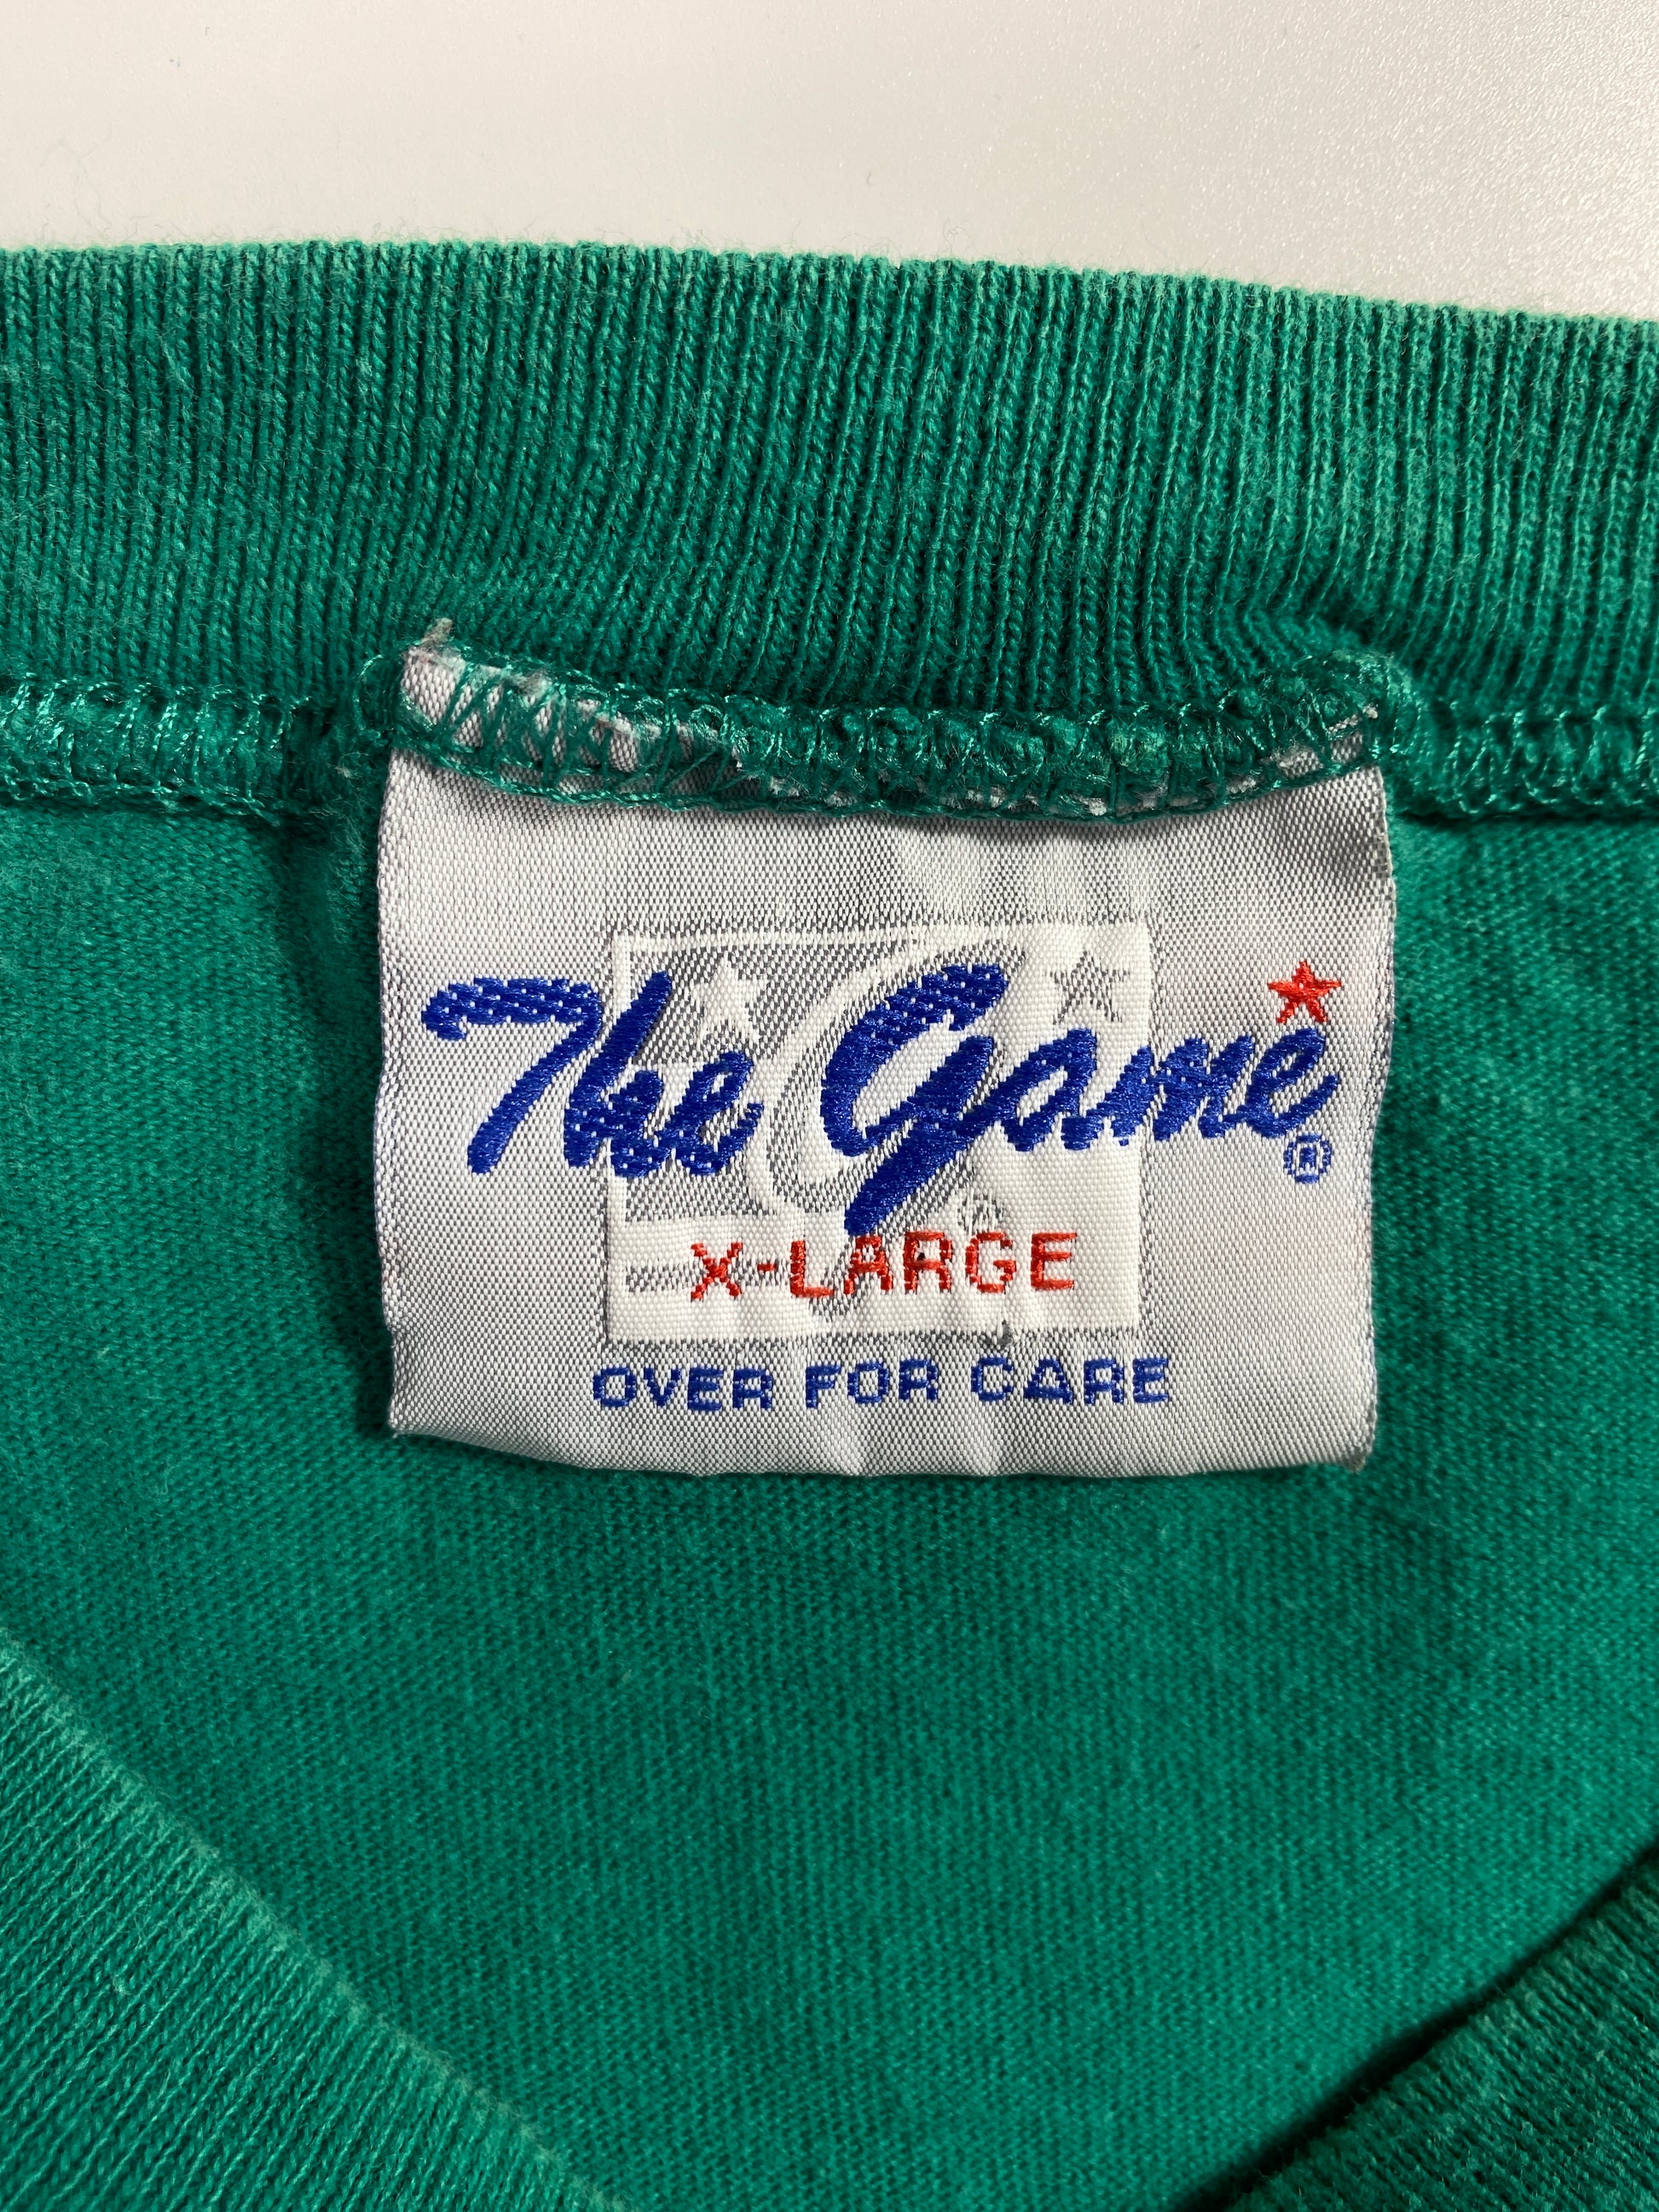 The Game ®
X-LARGE
OVER FOR CARE